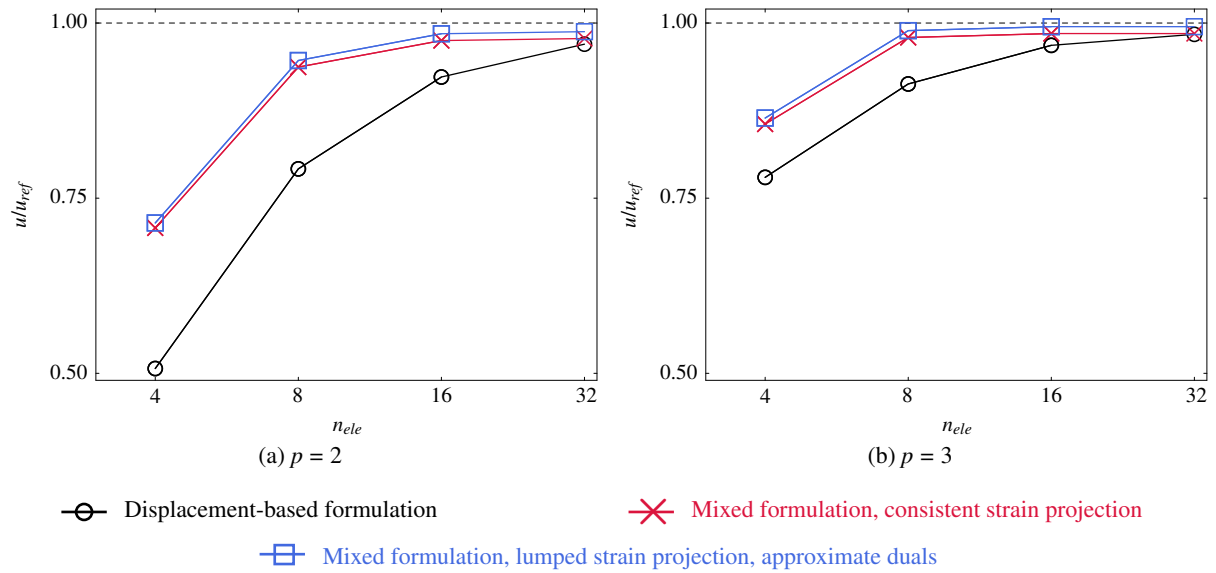 1.00
0.75
0.50
u/u_ref
4 8 16 32
n_ele
(a) p = 2
1.00
0.75
0.50
u/u_ref
4 8 16 32
n_ele
(b) p = 3
Displacement-based formulation
Mixed formulation, consistent strain projection
Mixed formulation, lumped strain projection, approximate duals